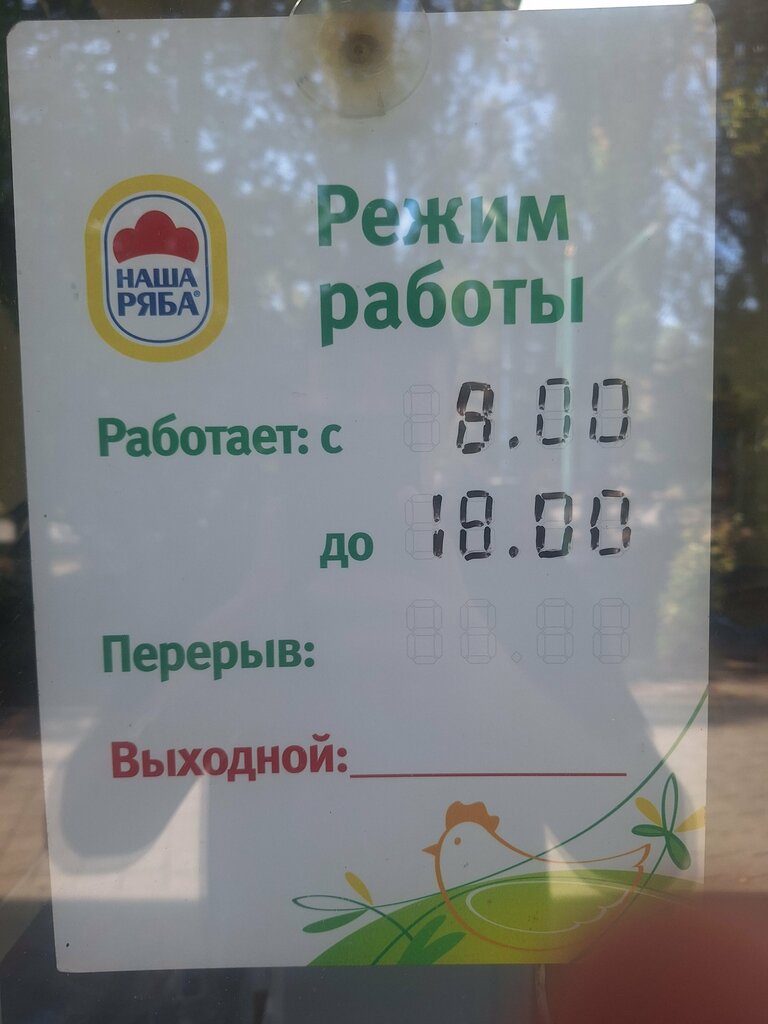 НАША
РЯБА®
Режим
работы
Работает: с 8.00
до 18.00
Перерыв:
Выходной: